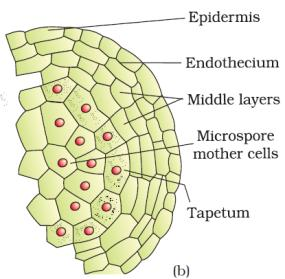 Epidermis
Endothecium
Middle layers
Microspore
mother cells
Tapetum
(b)